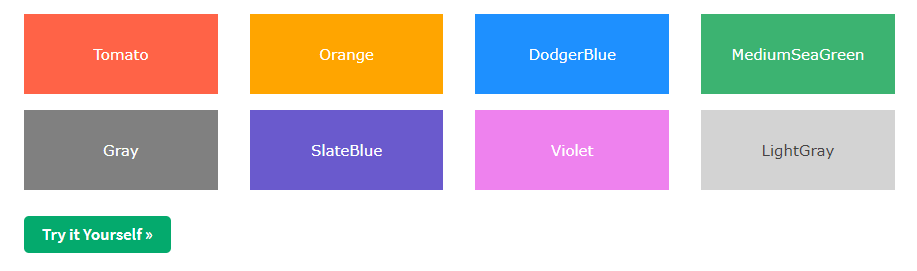 Tomato
Orange
DodgerBlue
MediumSeaGreen
Gray
SlateBlue
Violet
LightGray
Try it Yourself »